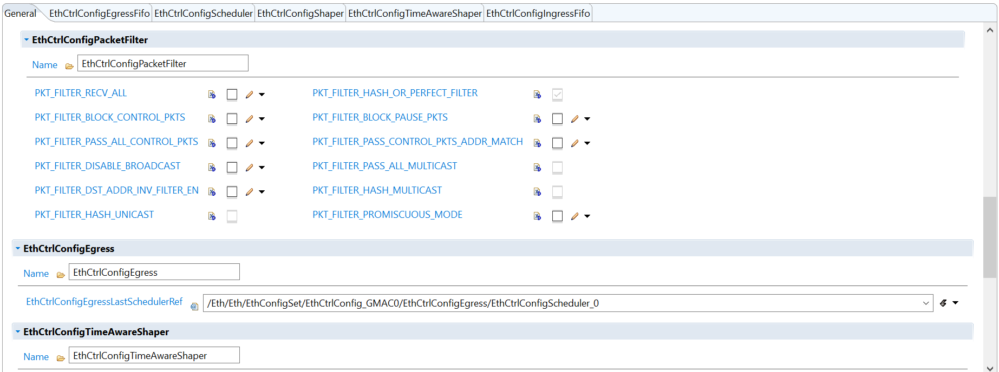 General EthCtrlConfigEgressFifo EthCtrlConfigScheduler EthCtrlConfigShaper EthCtrlConfigTimeAwareShaper EthCtrlConfigIngressFifo
EthCtrlConfigPacketFilter
Name EthCtrlConfigPacketFilter
PKT_FILTER_RECV_ALL PKT_FILTER_HASH_OR_PERFECT_FILTER
PKT_FILTER_BLOCK_CONTROL_PKTS PKT_FILTER_BLOCK_PAUSE_PKTS
PKT_FILTER_PASS_ALL_CONTROL_PKTS PKT_FILTER_PASS_CONTROL_PKTS_ADDR_MATCH
PKT_FILTER_DISABLE_BROADCAST PKT_FILTER_PASS_ALL_MULTICAST
PKT_FILTER_DST_ADDR_INV_FILTER_EN PKT_FILTER_HASH_MULTICAST
PKT_FILTER_HASH_UNICAST PKT_FILTER_PROMISCUOUS_MODE
EthCtrlConfigEgress
Name EthCtrlConfigEgress
EthCtrlConfigEgressLastSchedulerRef /Eth/Eth/EthConfigSet/EthCtrlConfig_GMAC0/EthCtrlConfigEgress/EthCtrlConfigScheduler_0
EthCtrlConfigTimeAwareShaper
Name EthCtrlConfigTimeAwareShaper